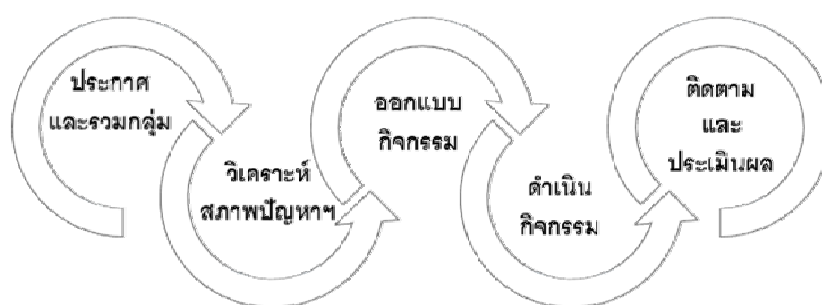 ประกาศ
และรวมกลุ่ม
วิเคราะห์
สภาพปัญหาฯ
ออกแบบ
กิจกรรม
ดำเนิน
กิจกรรม
ติดตาม
และ
ประเมินผล